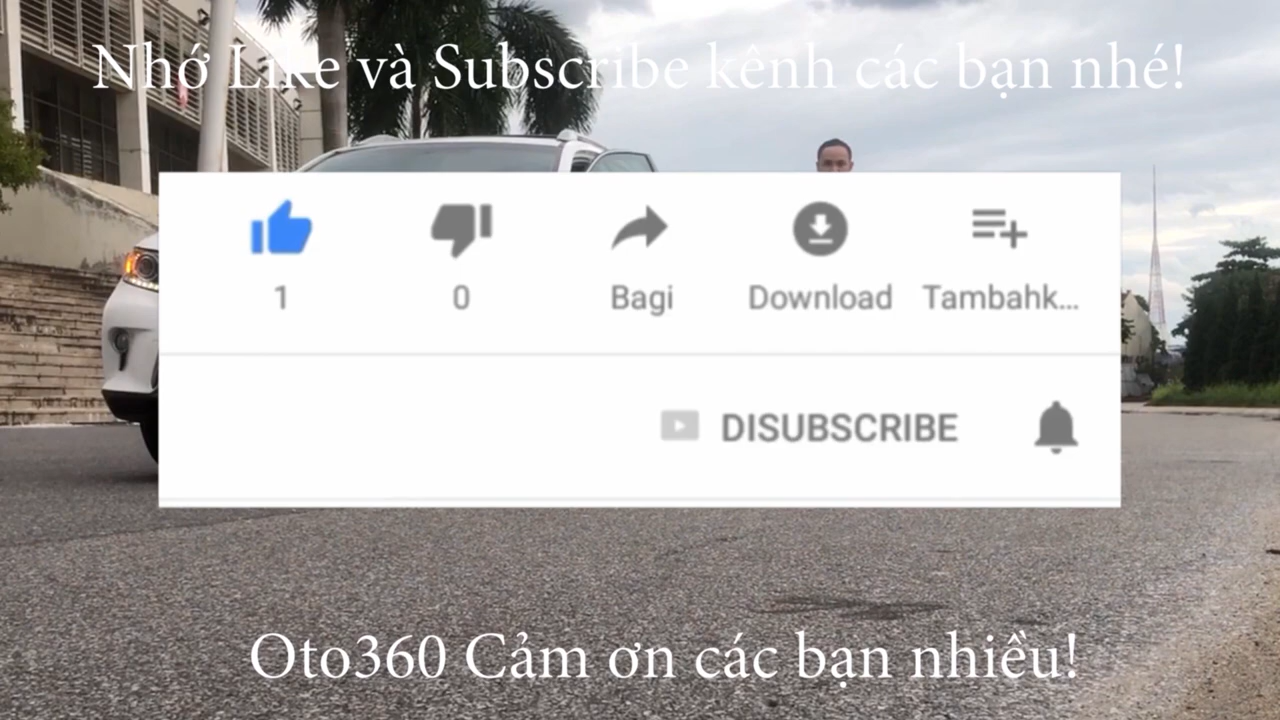 Nhớ Like và Subscribe kênh các bạn nhé!
1 0 Bagi Download Tambahk...
DISUBSCRIBE
Oto360 Cảm ơn các bạn nhiều!